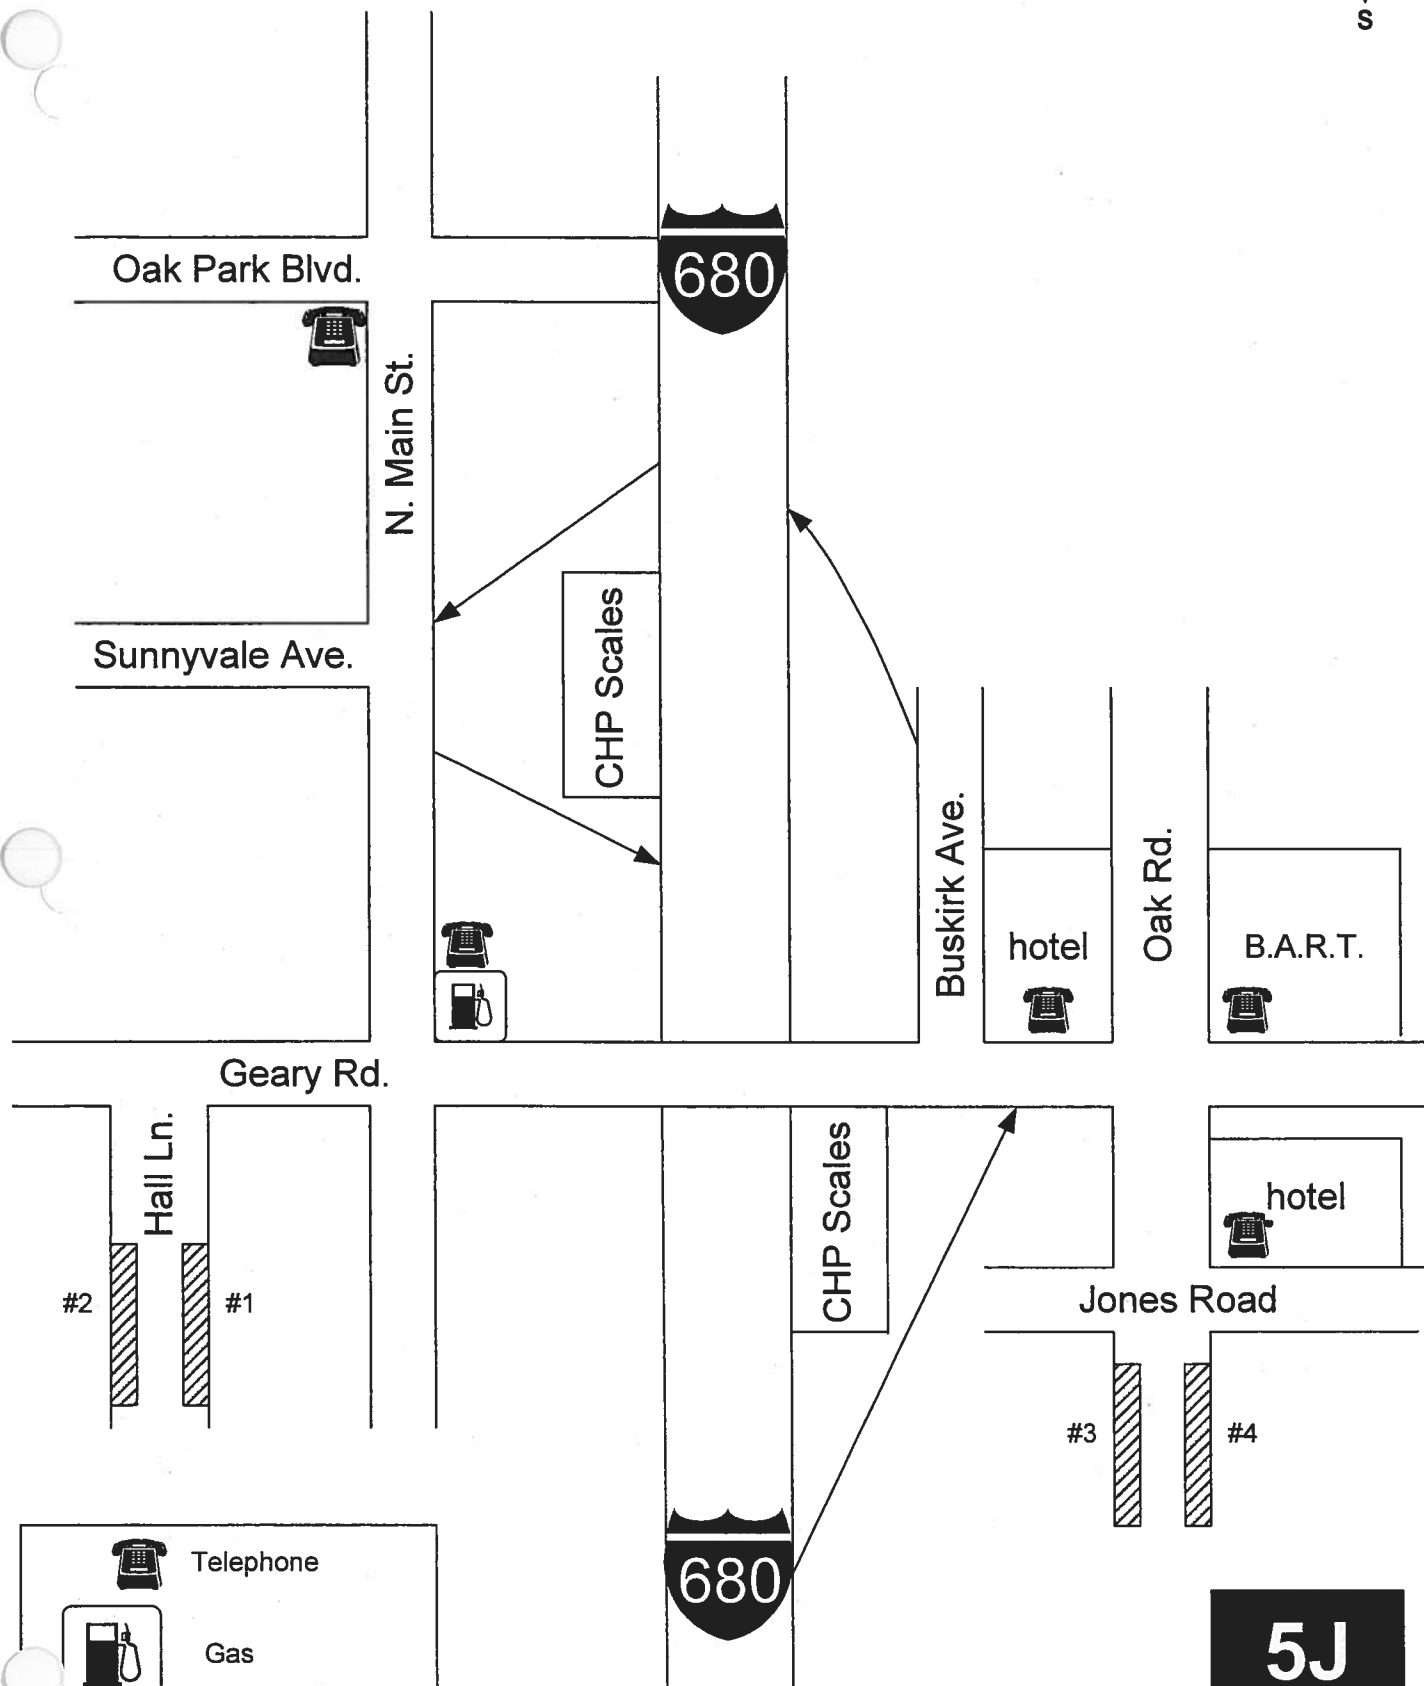 S
680
Oak Park Blvd.
N. Main St.
CHP Scales
Sunnyvale Ave.
Buskirk Ave.
Oak Rd.
hotel
B.A.R.T.
Geary Rd.
Hall Ln.
CHP Scales
hotel
#2
#1
Jones Road
#3
#4
680
Telephone
Gas
5J